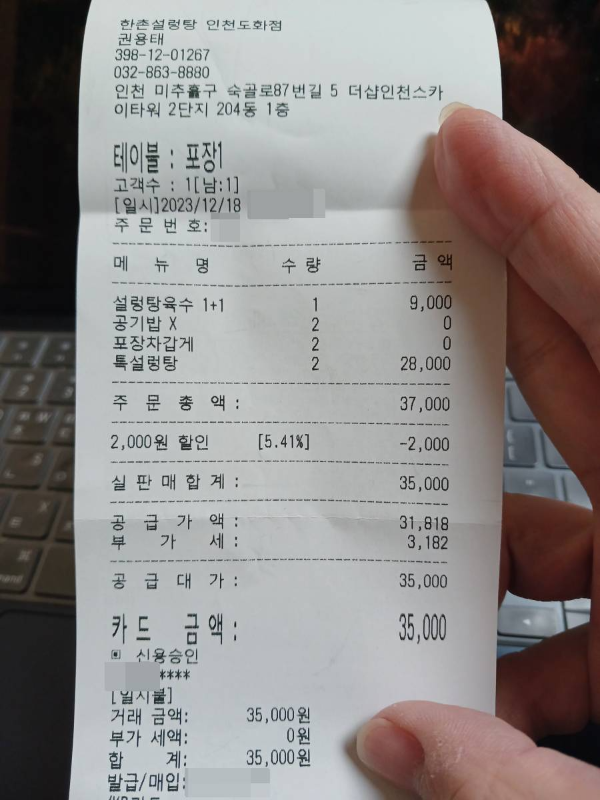 한촌설렁탕 인천도화점
권용태
398-12-01267
032-863-8880
인천 미추홀구 숙골로87번길 5 더샵인천스카
이타워 2단지 204동 1층
테이블 : 포장1
고객수 : 1[남:1]
[일시]2023/12/18
주 문 번 호:
메 뉴 명 수 량 금 액
설렁탕육수 1+1 1 9,000
공기밥 X 2 0
포장차갑게 2 0
특설렁탕 2 28,000
주 문 총 액 : 37,000
2,000원 할인 [5.41%] -2,000
실 판 매 합 계 : 35,000
공 급 가 액 : 31,818
부 가 세 : 3,182
공 급 대 가 : 35,000
카 드 금 액 : 35,000
▣ 신용승인
****
[일시불]
거래 금액: 35,000원
부가 세액: 0원
합 계: 35,000원
발급/매입: